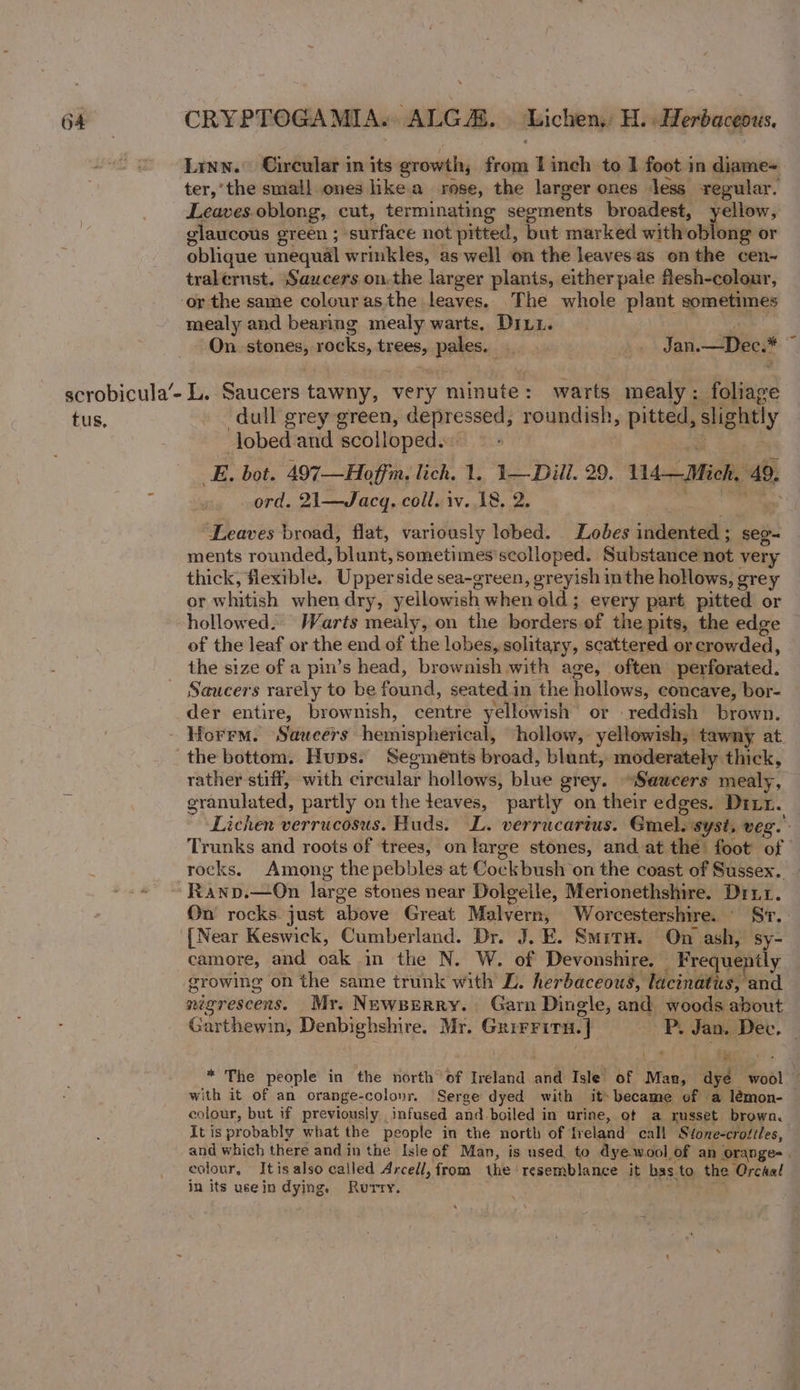 64 CRYPTOGAMIA. ALGÆ. Lichen. H. Herbaceous.
Linn. Circular in its growth, from 1 inch to 1 foot in diame-
ter, the small ones like a rose, the larger ones less regular.
Leaves oblong, cut, terminating segments broadest, yellow,
glaucous green; surface not pitted, but marked with oblong or
oblique unequal wrinkles, as well on the leaves as on the cen-
tral crust. Saucers on the larger plants, either pale flesh-colour,
or the same colour as the leaves. The whole plant sometimes
mealy and bearing mealy warts. Dill.
On stones, rocks, trees, pales. Jan.—Dec.*
scrobicula'- L. Saucers tawny, very minute: warts mealy: foliage
tus. dull grey green, depressed, roundish, pitted, slightly
lobed and scolloped.
E. bot. 497—Hoffm. lich. 1. 1—Dill. 29. 114—Mich. 49.
ord. 21—Jacq. coll. iv. 18. 2.
Leaves broad, flat, variously lobed. Lobes indented; seg-
ments rounded, blunt, sometimes scolloped. Substance not very
thick, flexible. Upperside sea-green, greyish in the hollows, grey
or whitish when dry, yellowish when old; every part pitted or
hollowed. Warts mealy, on the borders of the pits, the edge
of the leaf or the end of the lobes, solitary, scattered or crowded,
the size of a pin's head, brownish with age, often perforated.
Saucers rarely to be found, seated in the hollows, concave, bor-
der entire, brownish, centre yellowish or reddish brown.
Hoffm. Saucers hemispherical, hollow, yellowish, tawny at
the bottom. Huds. Segments broad, blunt, moderately thick,
rather stiff, with circular hollows, blue grey. Saucers mealy,
granulated, partly on the leaves, partly on their edges. Dill.
Lichen verrucosus. Huds. L. verrucarius. Gmel. syst. veg.
Trunks and roots of trees, on large stones, and at the foot of
rocks. Among the pebbles at Cockbush on the coast of Sussex.
Rand.—On large stones near Dolgelle, Merionethshire. Dill.
On rocks just above Great Malvern, Worcestershire. St.
[Near Keswick, Cumberland. Dr. J. E. Smith. On ash, sy-
camore, and oak in the N. W. of Devonshire. Frequently
growing on the same trunk with L. herbaceous, lacinatus, and
nigrescens. Mr. Newberry. Garn Dingle, and woods about
Garthewin, Denbighshire. Mr. Griffith.] P. Jan. Dec.
* The people in the north of Ireland and Isle of Man, dye wool
with it of an orange-colour. Serge dyed with it became of a lemon-
colour, but if previously infused and boiled in urine, of a russet brown.
It is probably what the people in the north of Ireland call Stone-crottles,
and which there and in the Isle of Man, is used to dye wool of an orange-
colour. It is also called Arcell, from the resemblance it has to the Orchal
in its use in dying. Rutty.